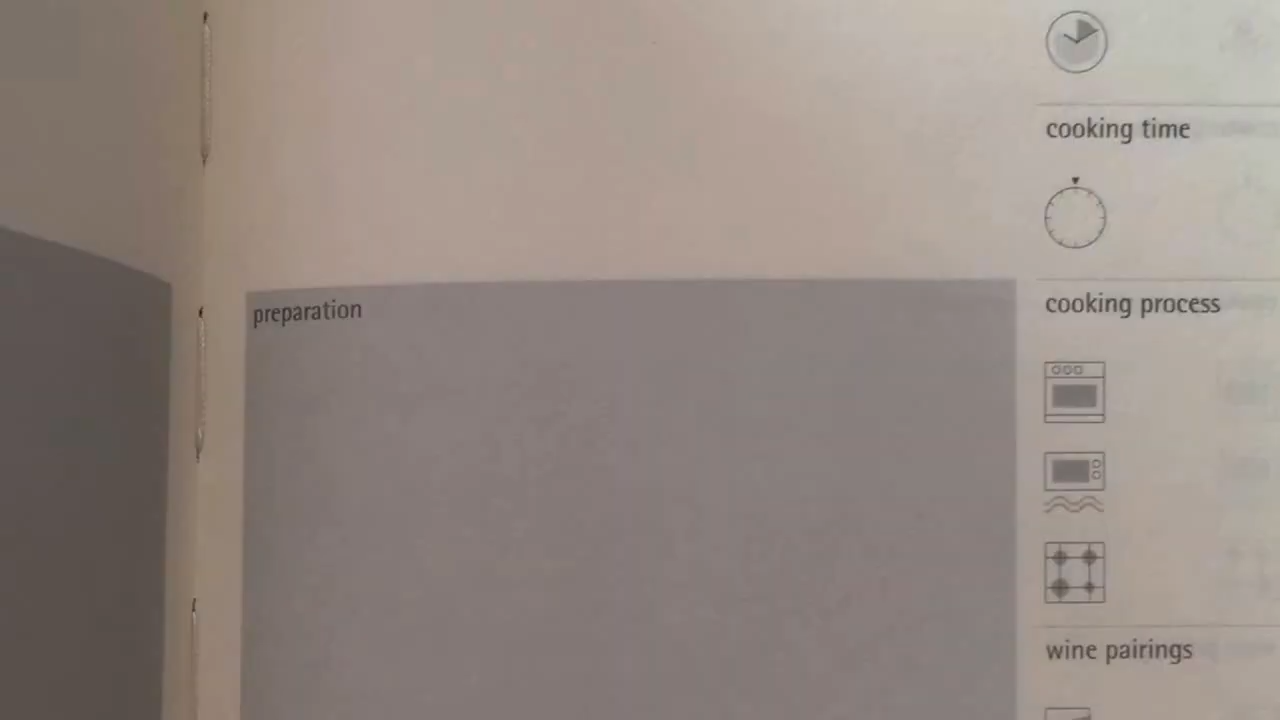 cooking time
cooking process
preparation
wine pairings